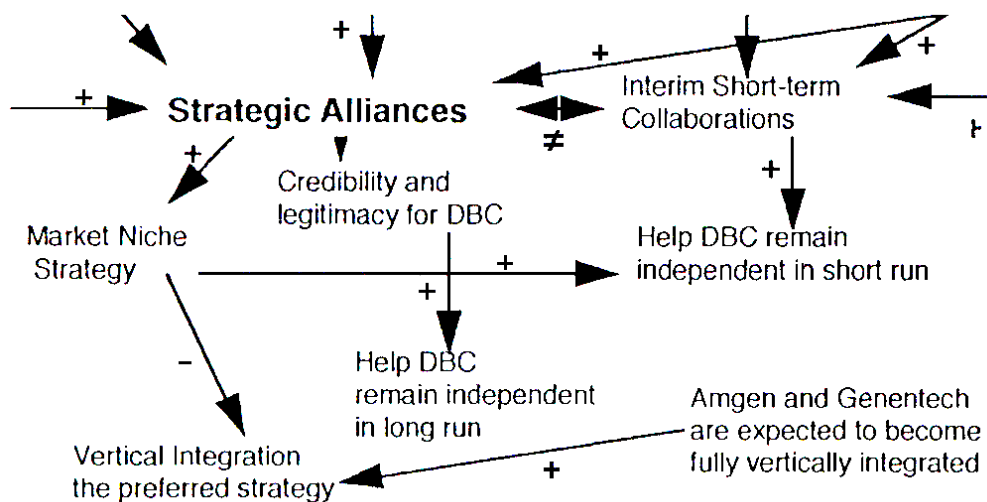 +
+
+
Interim Short-term
Collaborations
+
Strategic Alliances
≠
+
Credibility and
legitimacy for DBC
+
Market Niche
Strategy
Help DBC remain
independent in short run
+
+
–
Help DBC
remain independent
in long run
Amgen and Genentech
are expected to become
fully vertically integrated
Vertical Integration
the preferred strategy
+